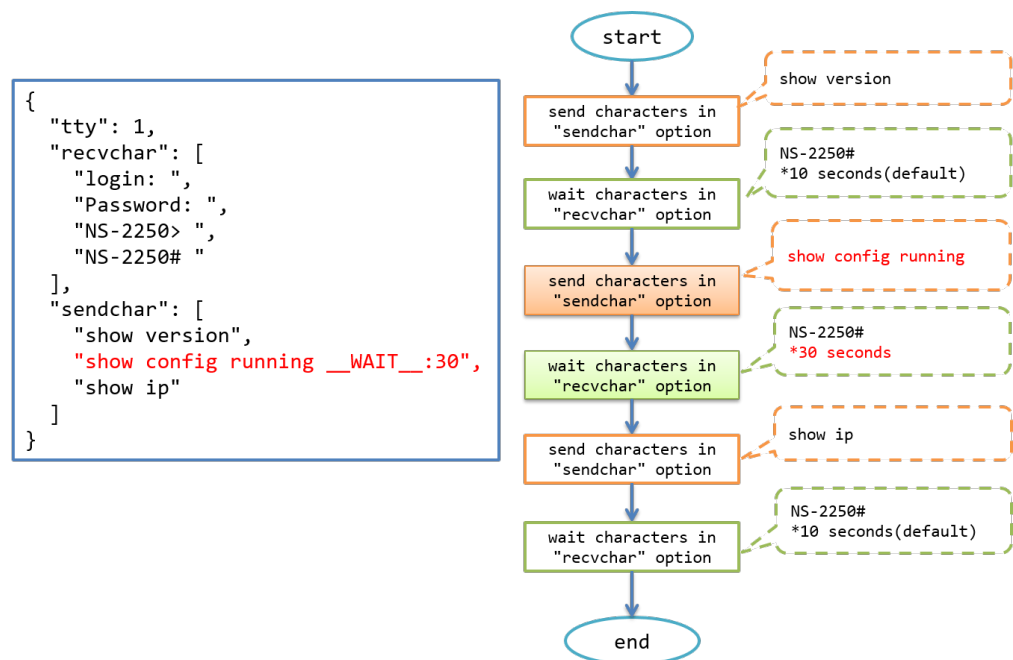 {
"tty": 1,
"recvchar": [
"login: ",
"Password: ",
"NS-2250> ",
"NS-2250# "
],
"sendchar": [
"show version",
"show config running __WAIT__:30",
"show ip"
]
}
start
send characters in
"sendchar" option
show version
wait characters in
"recvchar" option
NS-2250#
*10 seconds(default)
send characters in
"sendchar" option
show config running
wait characters in
"recvchar" option
NS-2250#
*30 seconds
send characters in
"sendchar" option
show ip
wait characters in
"recvchar" option
NS-2250#
*10 seconds(default)
end